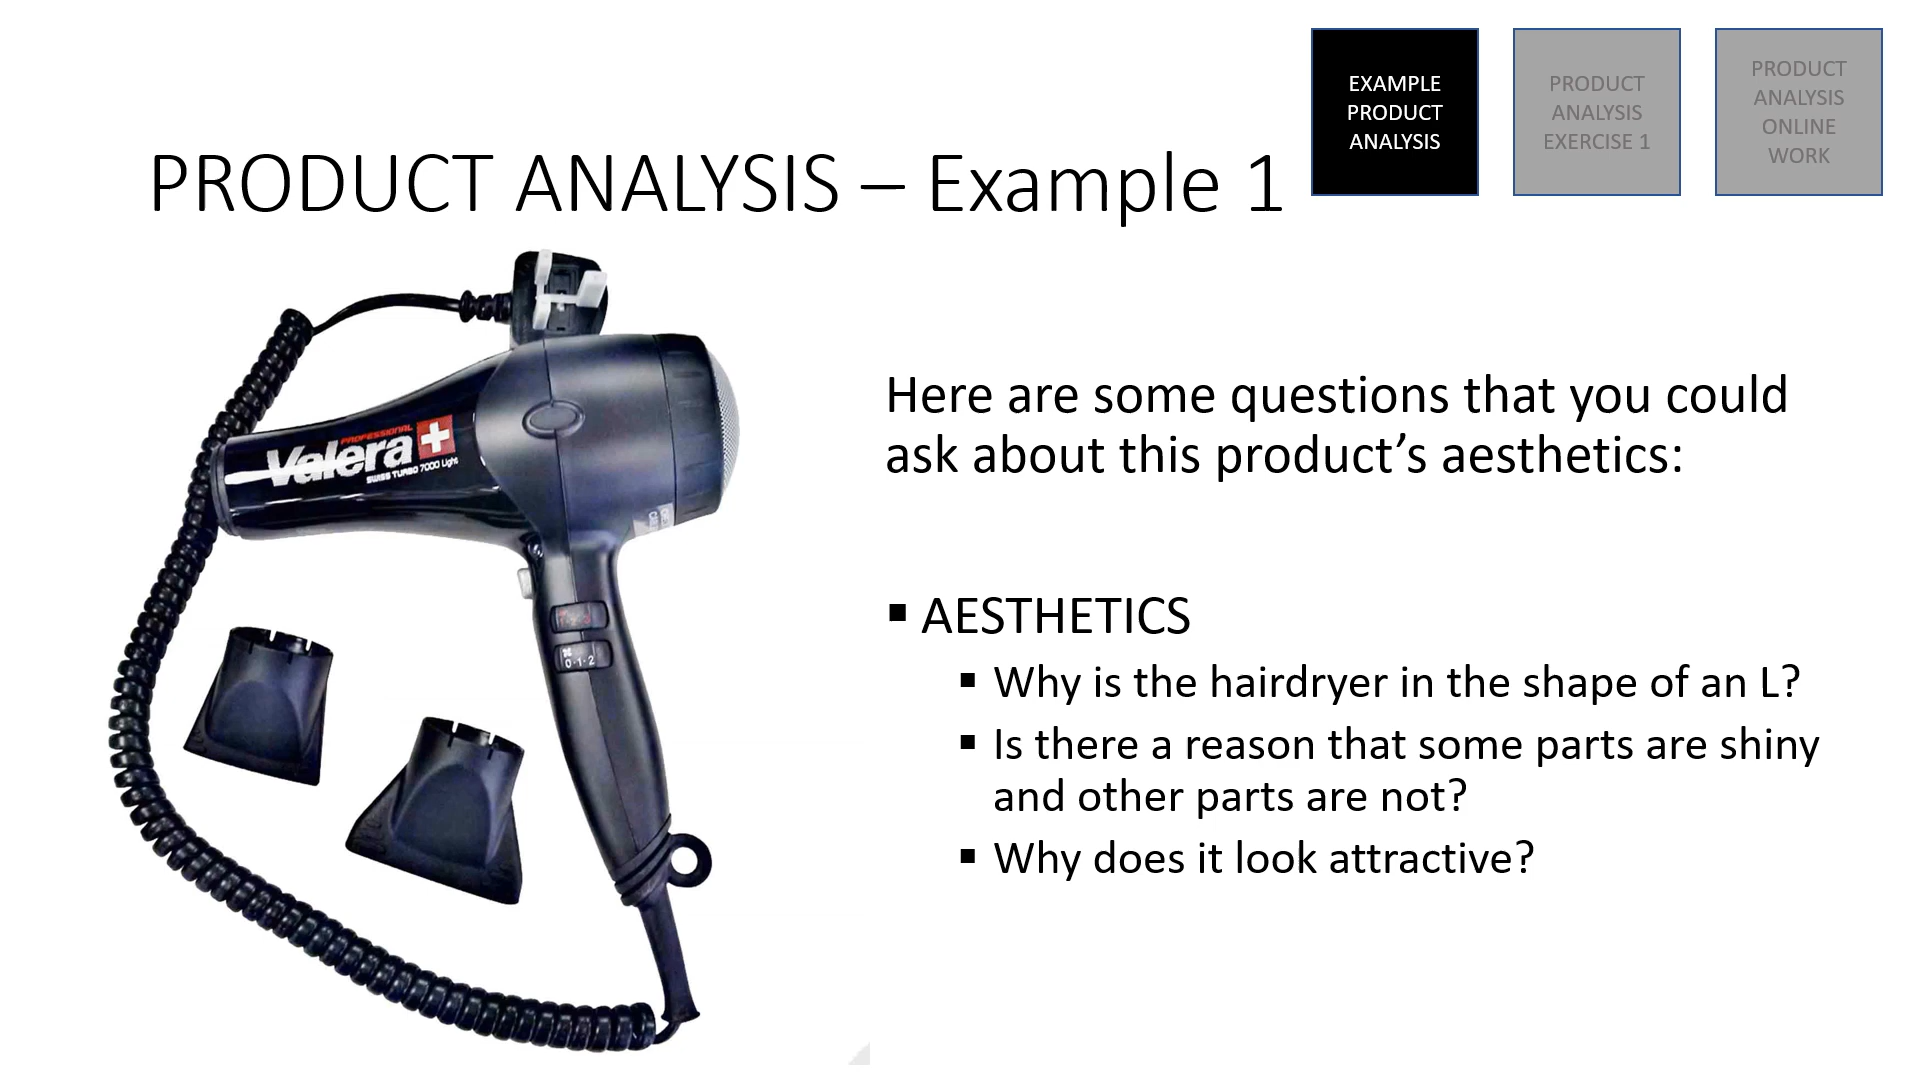 EXAMPLE
PRODUCT
ANALYSIS
PRODUCT
ANALYSIS
EXERCISE 1
PRODUCT
ANALYSIS
ONLINE
WORK
PRODUCT ANALYSIS – Example 1
PROFESSIONAL
Valera
SWISS TURBO 7000 Light
0·1·2
Here are some questions that you could
ask about this product’s aesthetics:
▪ AESTHETICS
▪ Why is the hairdryer in the shape of an L?
▪ Is there a reason that some parts are shiny
and other parts are not?
▪ Why does it look attractive?